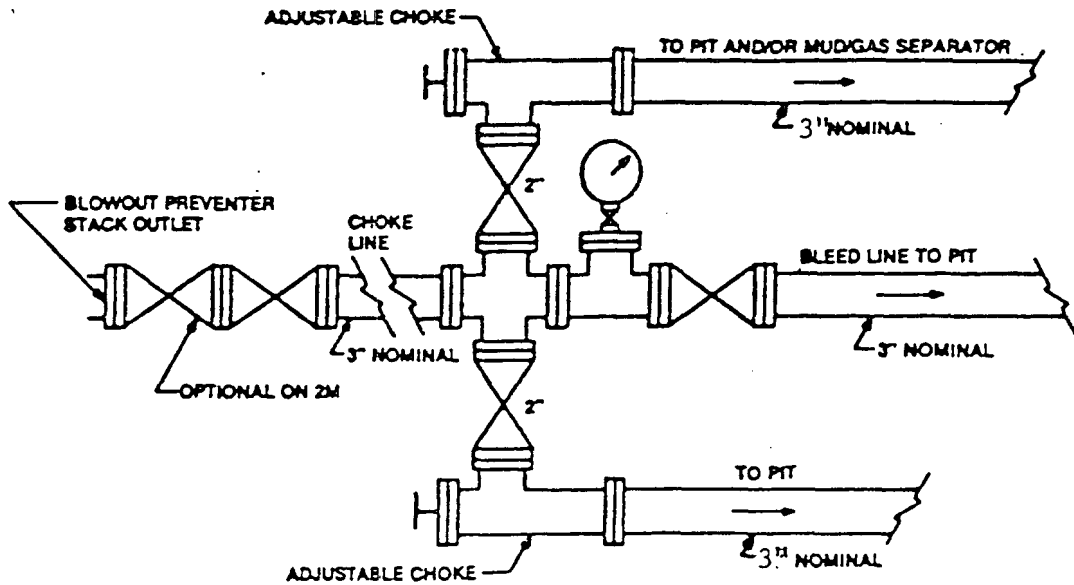 ADJUSTABLE CHOKE
TO PIT AND/OR MUD/GAS SEPARATOR
3" NOMINAL
2"
BLOWOUT PREVENTER
STACK OUTLET
CHOKE
LINE
BLEED LINE TO PIT
3" NOMINAL
3" NOMINAL
OPTIONAL ON 2M
2"
TO PIT
3" NOMINAL
ADJUSTABLE CHOKE